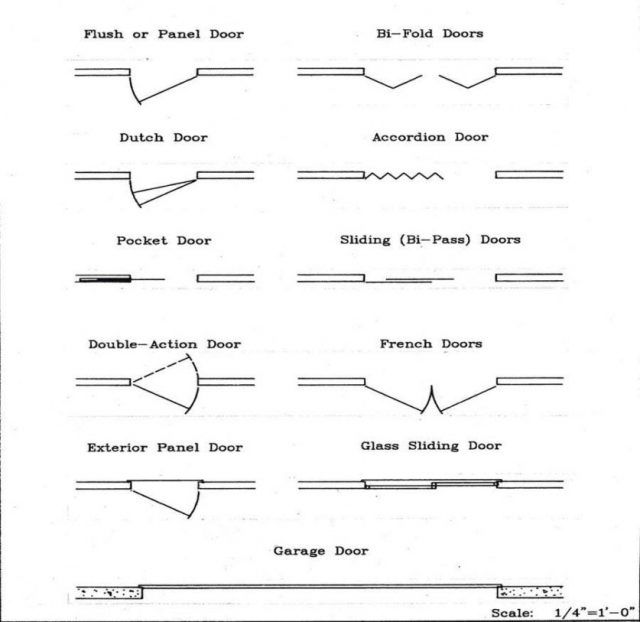 Flush or Panel Door
Bi-Fold Doors
Dutch Door
Accordion Door
Pocket Door
Sliding (Bi-Pass) Doors
Double-Action Door
French Doors
Exterior Panel Door
Glass Sliding Door
Garage Door
Scale: 1/4"=1'-0"